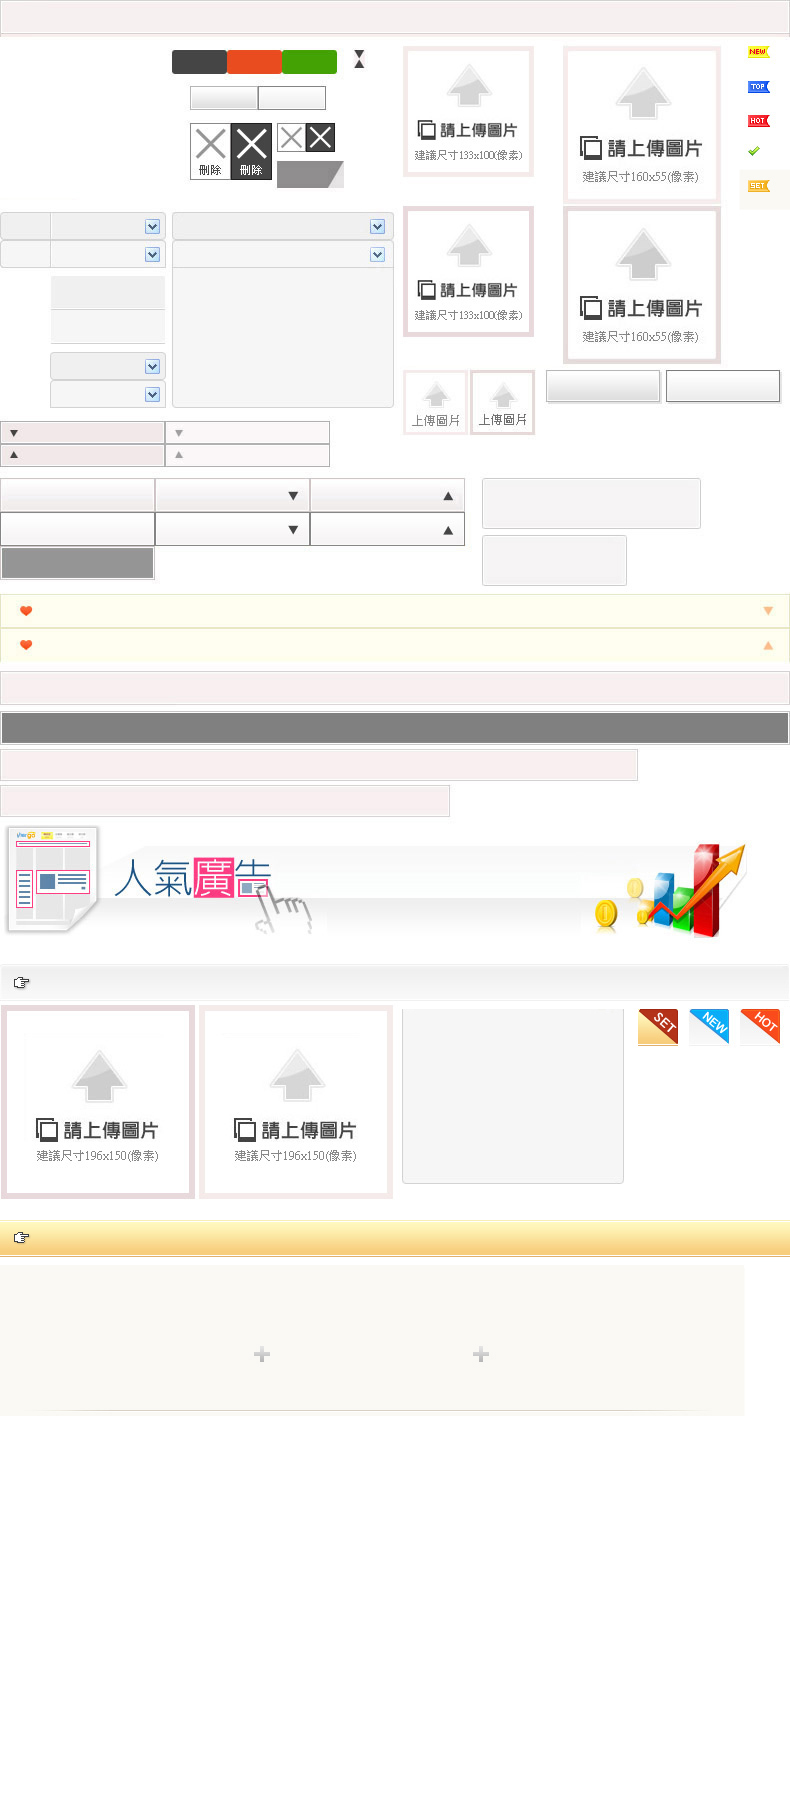 NEW
請上傳圖片
建議尺寸133x100(像素)
請上傳圖片
建議尺寸160x55(像素)
TOP
HOT
刪除
刪除
SET
請上傳圖片
建議尺寸133x100(像素)
請上傳圖片
建議尺寸160x55(像素)
上傳圖片
上傳圖片
人氣廣告
SET
NEW
HOT
請上傳圖片
建議尺寸196x150(像素)
請上傳圖片
建議尺寸196x150(像素)